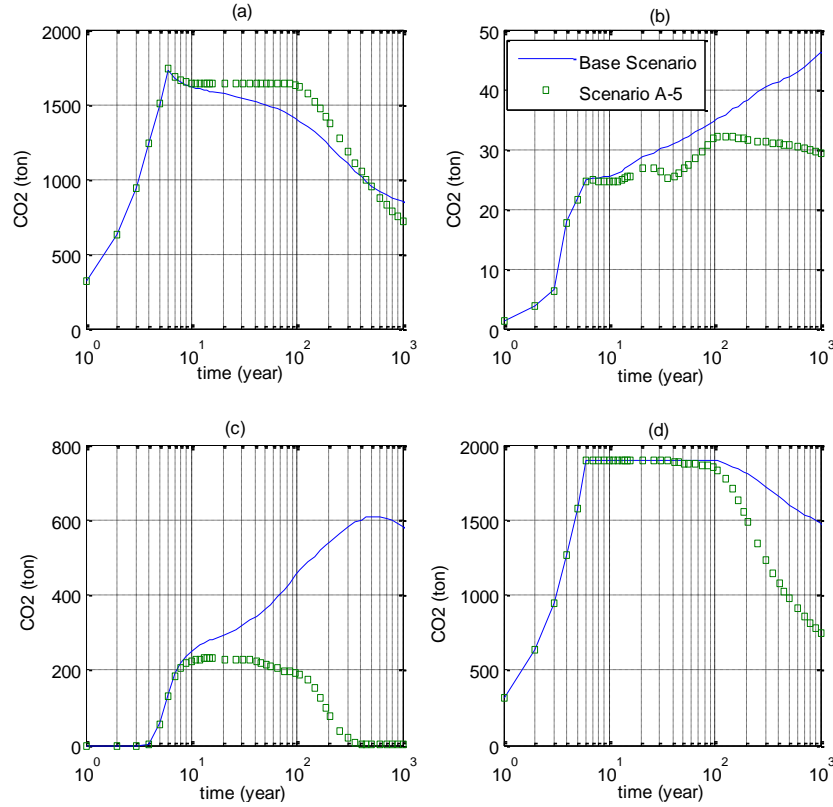 (a)
(b)
2000
1500
1000
500
0
CO2 (ton)
10^0
10^1
10^2
10^3
time (year)
50
40
30
20
10
0
CO2 (ton)
Base Scenario
Scenario A-5
10^0
10^1
10^2
10^3
time (year)
(c)
(d)
800
600
400
200
0
CO2 (ton)
10^0
10^1
10^2
10^3
time (year)
2000
1500
1000
500
0
CO2 (ton)
10^0
10^1
10^2
10^3
time (year)